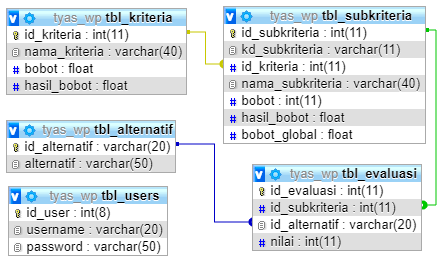 tyas_wp tbl_kriteria
id_kriteria : int(11)
nama_kriteria : varchar(40)
bobot : float
hasil_bobot : float
tyas_wp tbl_subkriteria
id_subkriteria : int(11)
kd_subkriteria : varchar(11)
id_kriteria : int(11)
nama_subkriteria : varchar(40)
bobot : int(11)
hasil_bobot : float
bobot_global : float
tyas_wp tbl_alternatif
id_alternatif : varchar(20)
alternatif : varchar(50)
tyas_wp tbl_users
id_user : int(8)
username : varchar(20)
password : varchar(50)
tyas_wp tbl_evaluasi
id_evaluasi : int(11)
id_subkriteria : int(11)
id_alternatif : varchar(20)
nilai : int(11)